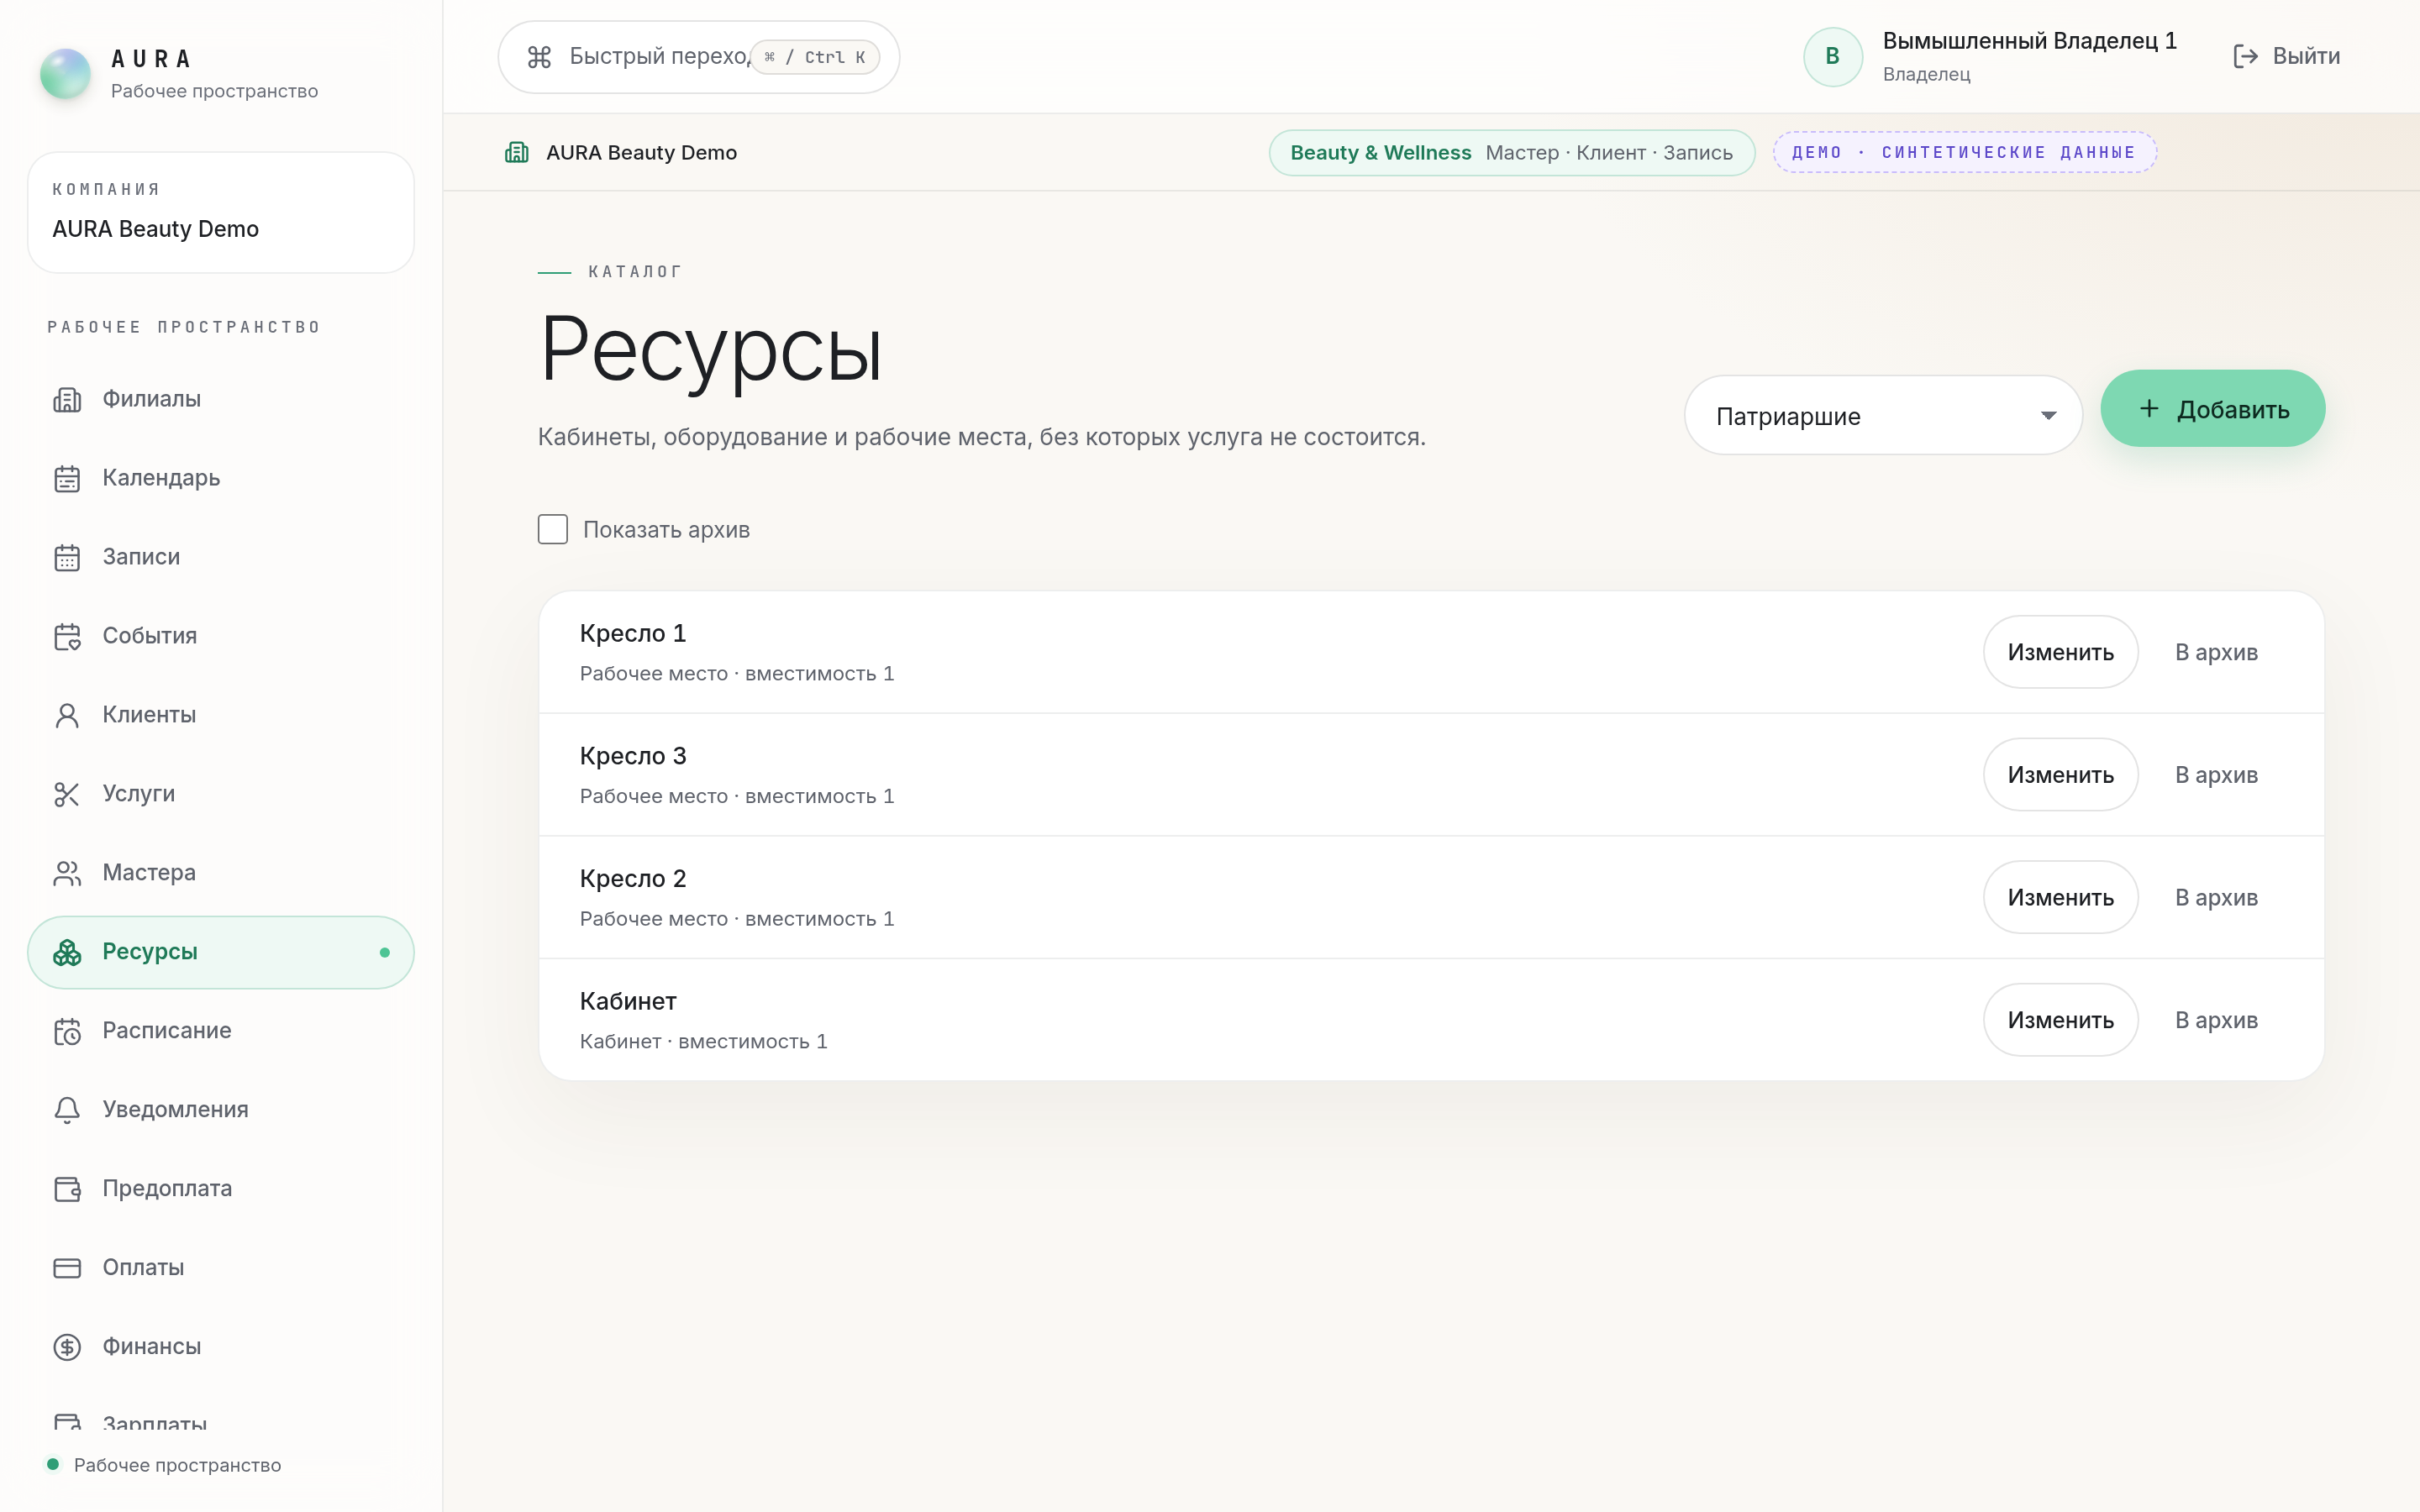 AURA
Рабочее пространство
КОМПАНИЯ
AURA Beauty Demo
РАБОЧЕЕ ПРОСТРАНСТВО
Филиалы
Календарь
Записи
События
Клиенты
Услуги
Мастера
Ресурсы
Расписание
Уведомления
Предоплата
Оплаты
Финансы
Зарплаты
Рабочее пространство
Быстрый переход
⌘ / Ctrl K
В
Вымышленный Владелец 1
Владелец
Выйти
AURA Beauty Demo
Beauty & Wellness Мастер · Клиент · Запись
ДЕМО · СИНТЕТИЧЕСКИЕ ДАННЫЕ
КАТАЛОГ
Ресурсы
Кабинеты, оборудование и рабочие места, без которых услуга не состоится.
Патриаршие
+ Добавить
Показать архив
Кресло 1
Рабочее место · вместимость 1
Изменить
В архив
Кресло 3
Рабочее место · вместимость 1
Изменить
В архив
Кресло 2
Рабочее место · вместимость 1
Изменить
В архив
Кабинет
Кабинет · вместимость 1
Изменить
В архив